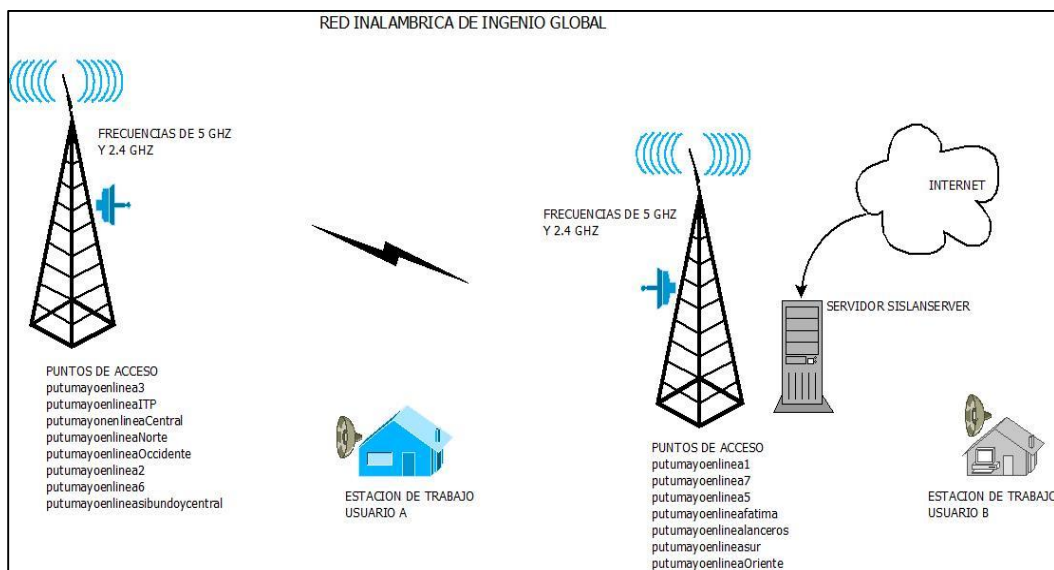 RED INALAMBRICA DE INGENIO GLOBAL
FRECUENCIAS DE 5 GHZ
Y 2.4 GHZ
PUNTOS DE ACCESO
putumayoenlinea3
putumayoenlineaITP
putumayonenlineaCentral
putumayoenlineaNorte
putumayoenlineaOccidente
putumayoenlinea2
putumayoenlinea6
putumayoenlineasibundoycentral
ESTACION DE TRABAJO
USUARIO A
FRECUENCIAS DE 5 GHZ
Y 2.4 GHZ
PUNTOS DE ACCESO
putumayoenlinea1
putumayoenlinea7
putumayoenlinea5
putumayoenlineafatima
putumayoenlinealanceros
putumayoenlineasur
putumayoenlineaOriente
INTERNET
SERVIDOR SISLANSERVER
ESTACION DE TRABAJO
USUARIO B